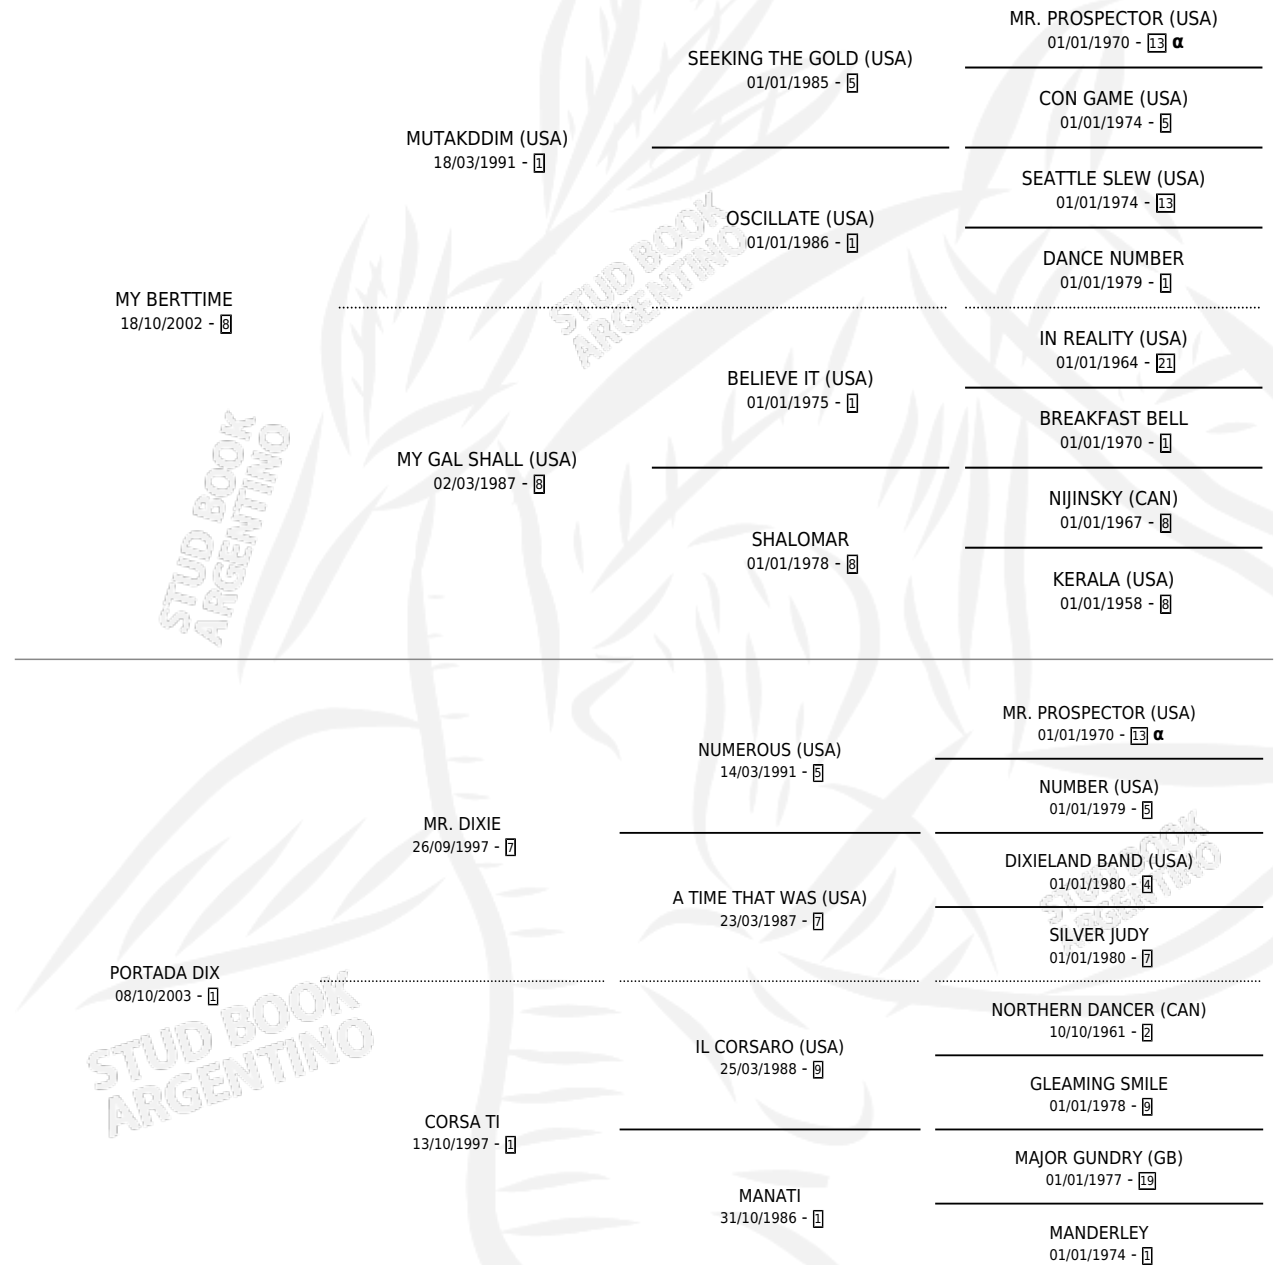 MR. PROSPECTOR (USA)
01/01/1970 - 13 α
SEEKING THE GOLD (USA)
01/01/1985 - 5
CON GAME (USA)
01/01/1974 - 5
MUTAKDDIM (USA)
18/03/1991 - 1
SEATTLE SLEW (USA)
01/01/1974 - 13
OSCILLATE (USA)
01/01/1986 - 1
DANCE NUMBER
01/01/1979 - 1
MY BERTTIME
18/10/2002 - 8
IN REALITY (USA)
01/01/1964 - 21
BELIEVE IT (USA)
01/01/1975 - 1
BREAKFAST BELL
01/01/1970 - 1
MY GAL SHALL (USA)
02/03/1987 - 8
NIJINSKY (CAN)
01/01/1967 - 8
SHALOMAR
01/01/1978 - 8
KERALA (USA)
01/01/1958 - 8
MR. PROSPECTOR (USA)
01/01/1970 - 13 α
NUMEROUS (USA)
14/03/1991 - 5
NUMBER (USA)
01/01/1979 - 5
MR. DIXIE
26/09/1997 - 7
DIXIELAND BAND (USA)
01/01/1980 - 4
A TIME THAT WAS (USA)
23/03/1987 - 7
SILVER JUDY
01/01/1980 - 7
PORTADA DIX
08/10/2003 - 1
NORTHERN DANCER (CAN)
10/10/1961 - 2
IL CORSARO (USA)
25/03/1988 - 9
GLEAMING SMILE
01/01/1978 - 9
CORSA TI
13/10/1997 - 1
MAJOR GUNDRY (GB)
01/01/1977 - 19
MANATI
31/10/1986 - 1
MANDERLEY
01/01/1974 - 1
STUD BOOK
ARGENTINO
STUD BOOK
ARGENTINO
STUD BOOK
ARGENTINO
STUD BOOK
ARGENTINO